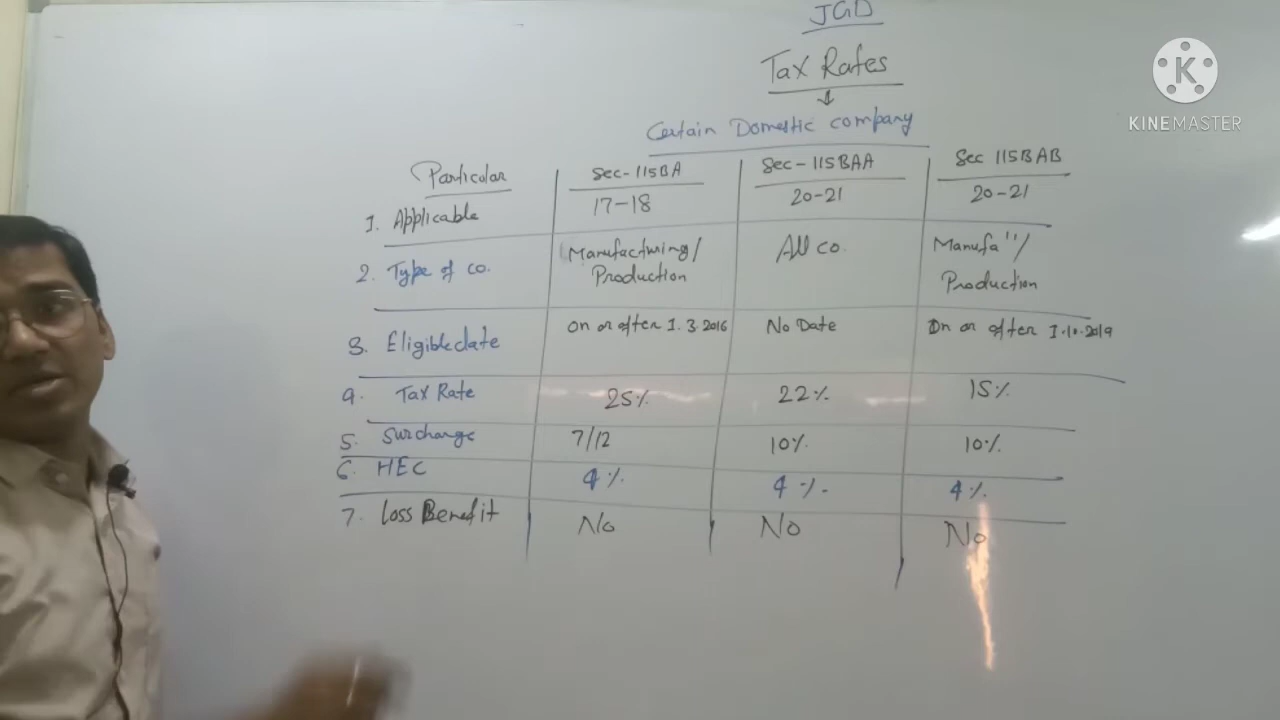 JGD
Tax Rates
K
KINEMASTER
Certain Domestic company
Particular Sec-115BA Sec-115BAA Sec 115BAB
1. Applicable 17-18 20-21 20-21
2. Type of co. Manufacturing/ All co. Manufa"/
Production Production
3. Eligible date on or after 1.3.2016 No Date On or after 1.10.2019
4. Tax Rate 25% 22% 15%
5. Surchange 7/12 10% 10%
6. HEC 4% 4% 4%
7. Loss Benefit No No No